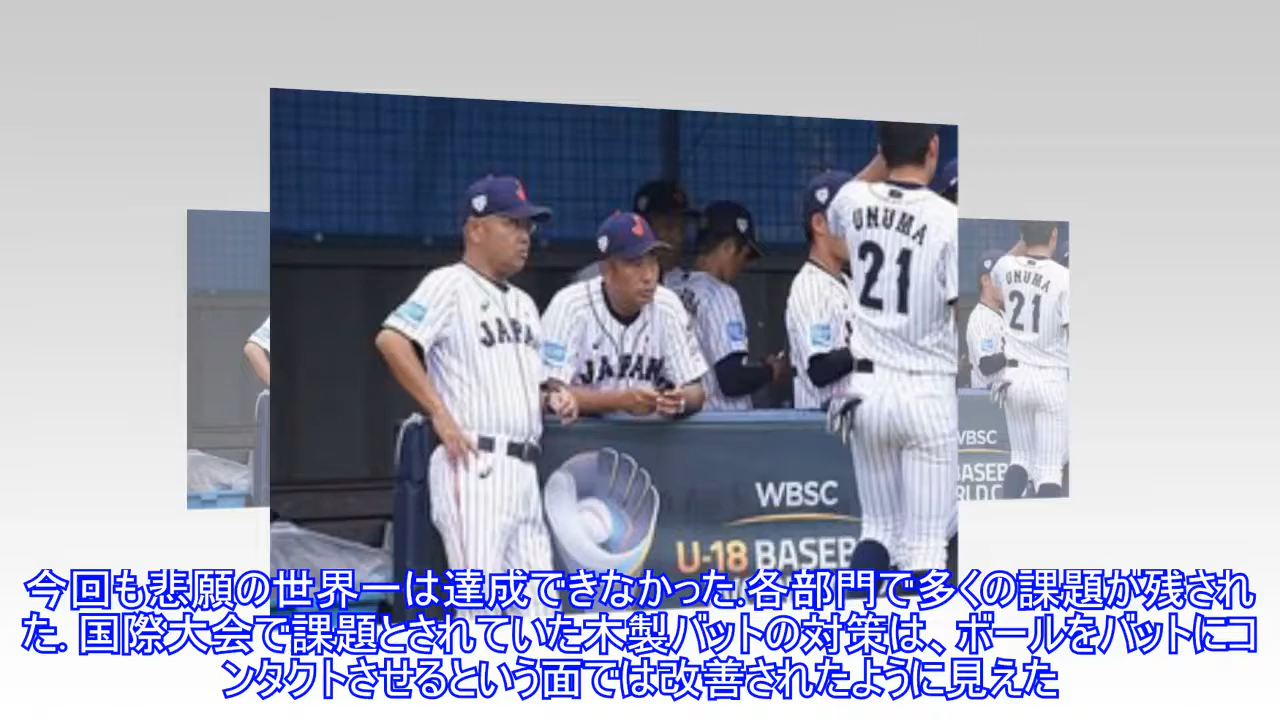 UNUMA
21
JAPAN
JAPAN
WBSC
U-18 BASEB
UNUMA
21
WBSC
BASEB
今回も悲願の世界一は達成できなかった.各部門で多くの課題が残され
た. 国際大会で課題とされていた木製バットの対策は、ボールをバットにコ
ンタクトさせるという面では改善されたように見えた